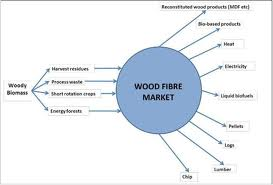 Reconstituted wood products (MDF etc)
Bio-based products
Heat
Electricity
Liquid biofuels
Pellets
Logs
Lumber
Chip
WOOD FIBRE
MARKET
Woody
Biomass
Harvest residues
Process waste
Short rotation crops
Energy forests